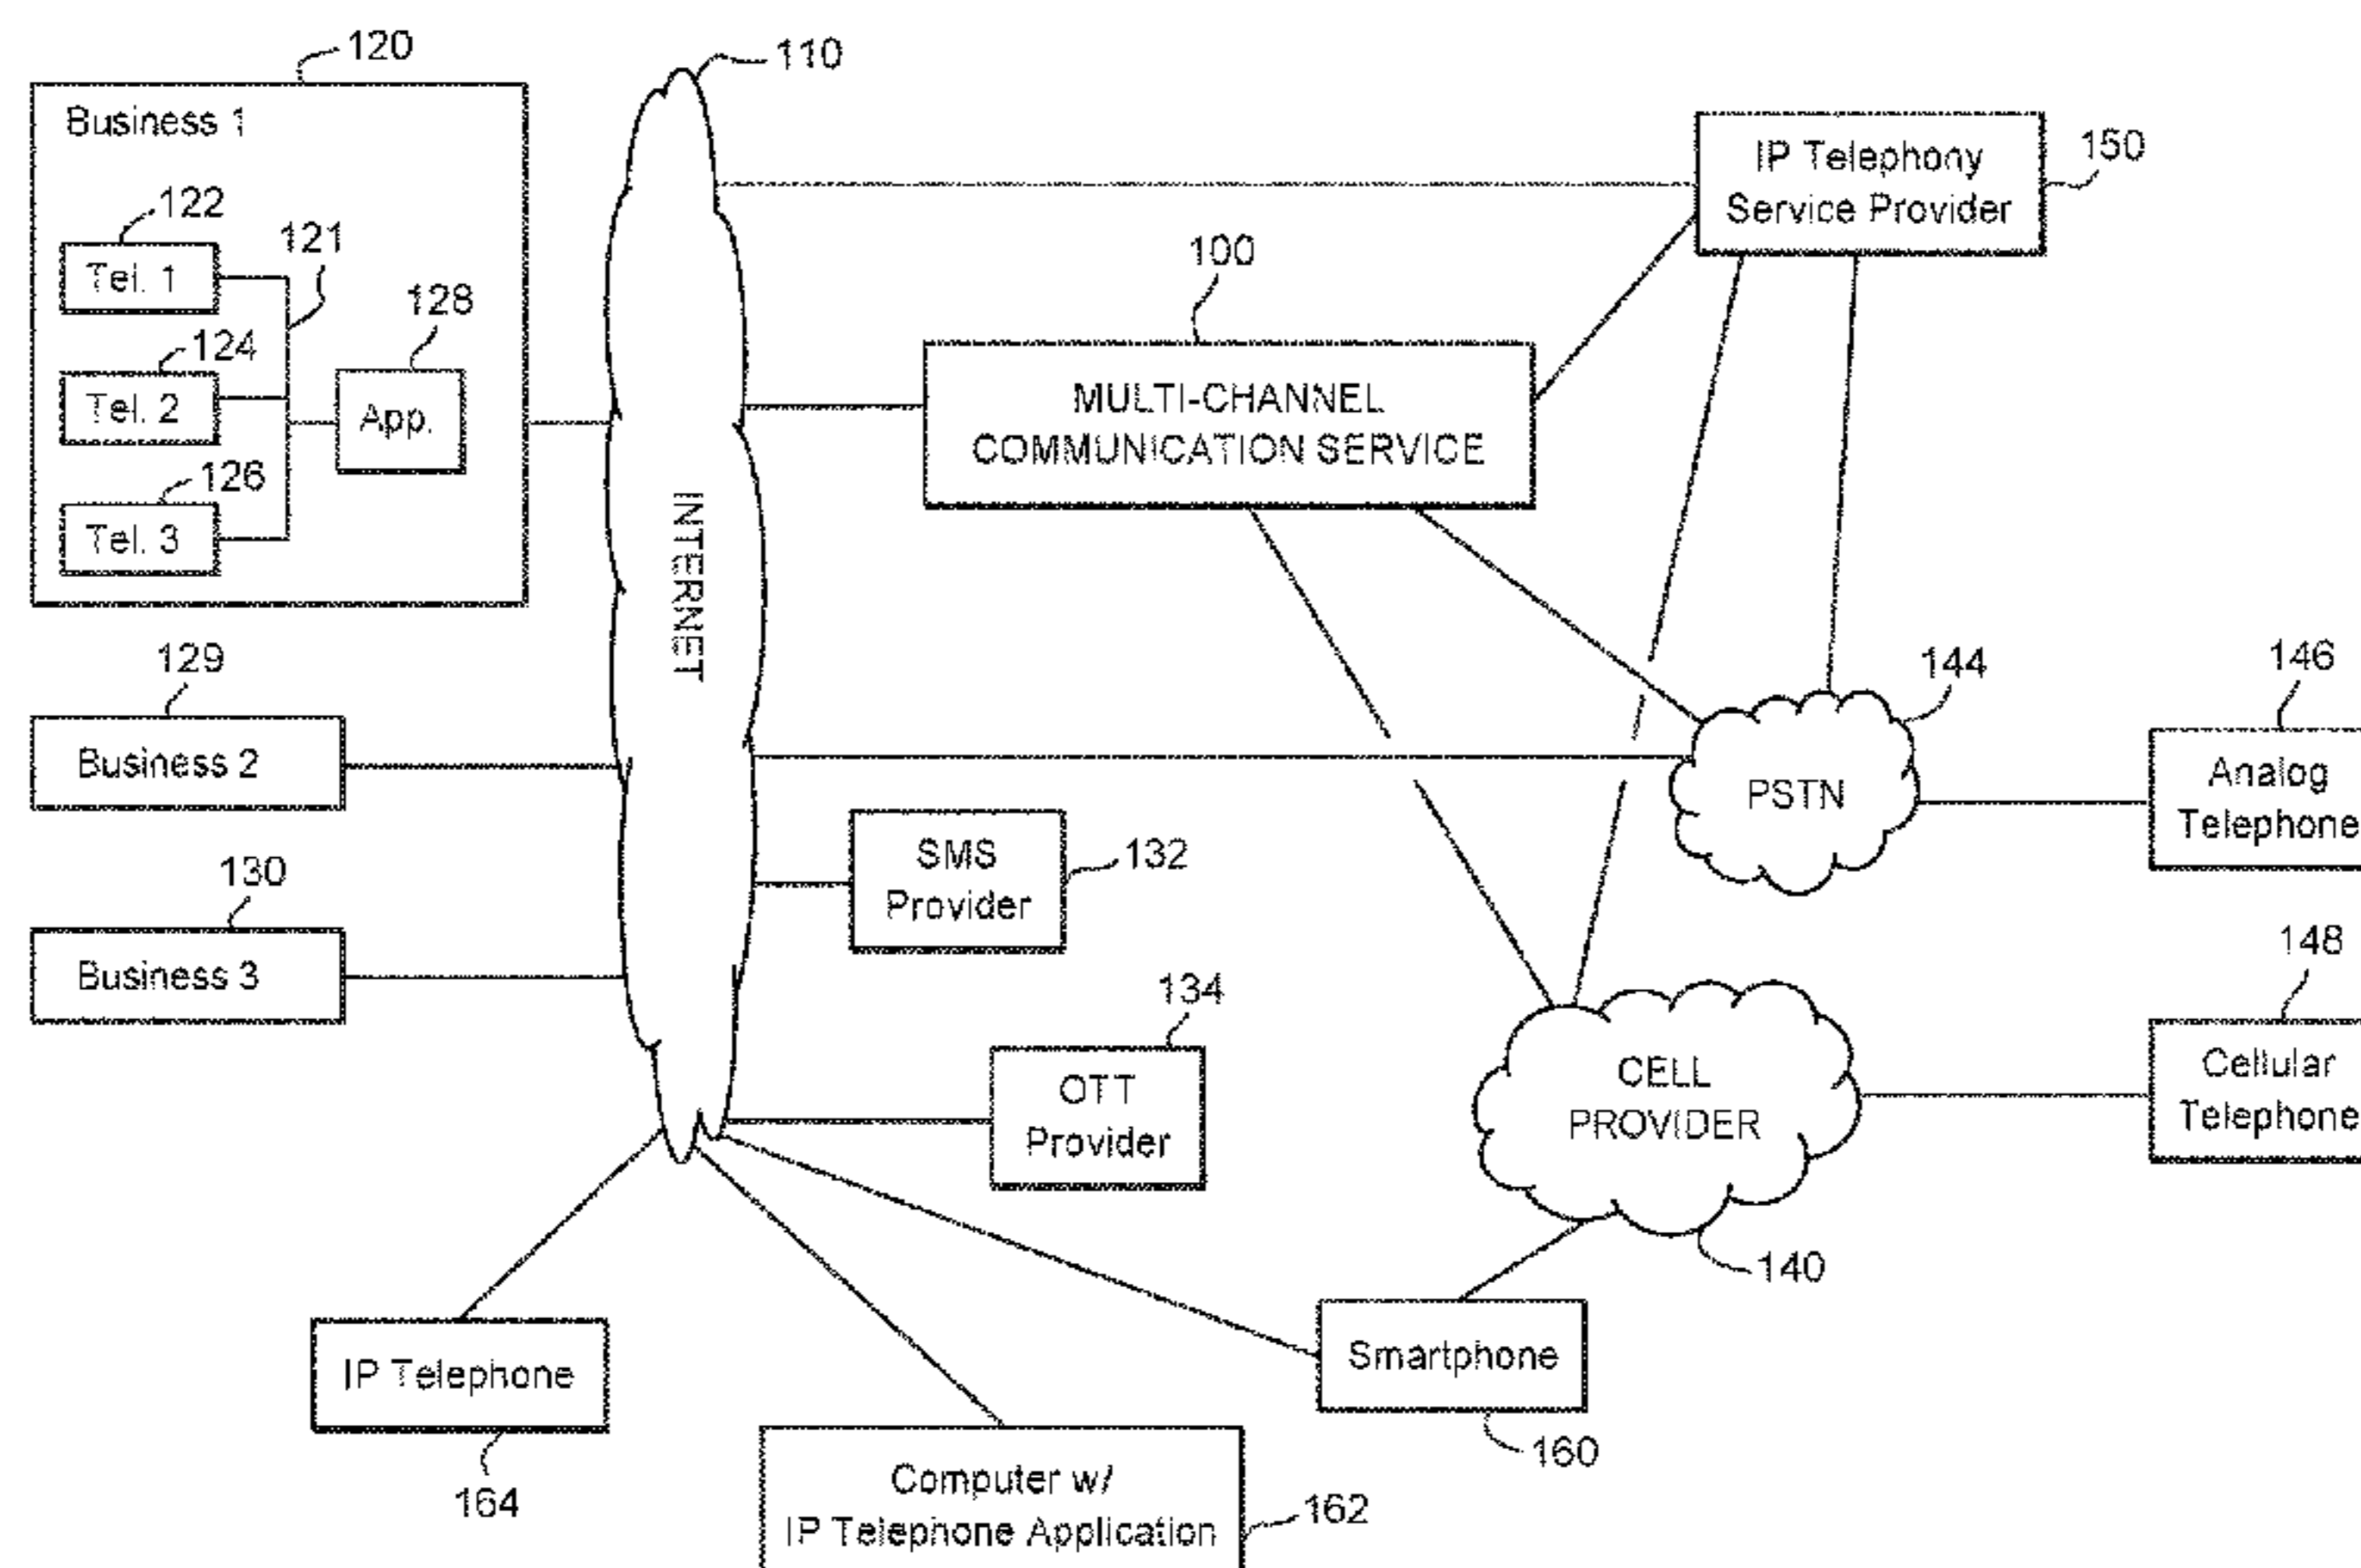 120
Business 1
122
Tel. 1
121
124
Tel. 2
128
App.
126
Tel. 3
129
Business 2
130
Business 3
110
INTERNET
100
MULTI-CHANNEL
COMMUNICATION SERVICE
IP Telephony
Service Provider
150
144
PSTN
146
Analog
Telephone
SMS
Provider
132
134
OTT
Provider
CELL
PROVIDER
140
148
Cellular
Telephone
IP Telephone
164
Computer w/
IP Telephone Application
162
Smartphone
160